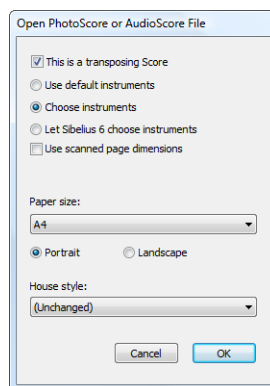 Open PhotoScore or AudioScore File
This is a transposing Score
Use default instruments
Choose instruments
Let Sibelius 6 choose instruments
Use scanned page dimensions
Paper size:
A4
Portrait Landscape
House style:
(Unchanged)
Cancel OK